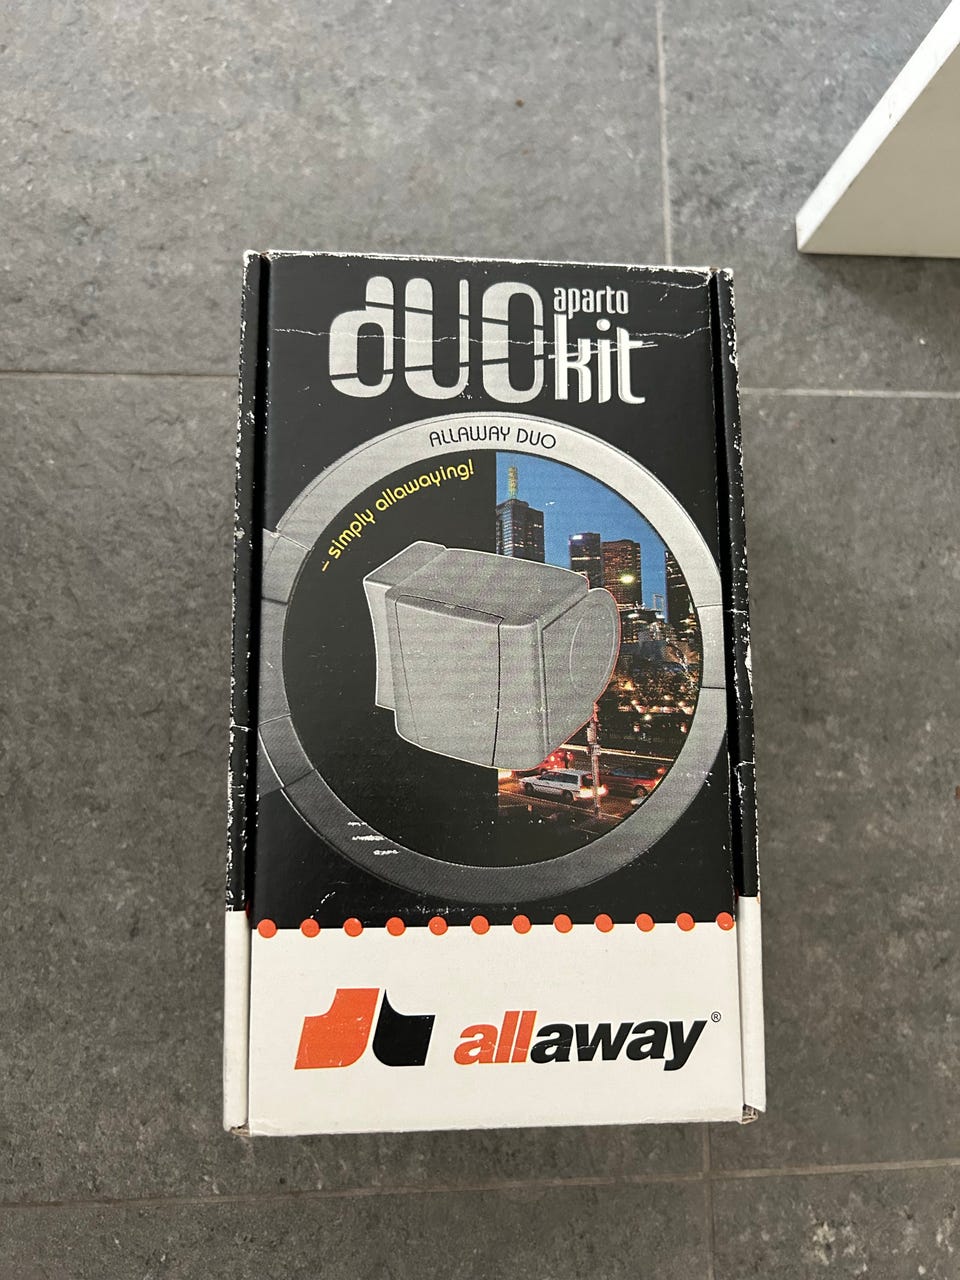 duo aparto
kit
ALLAWAY DUO
– simply allawaying!
allaway®